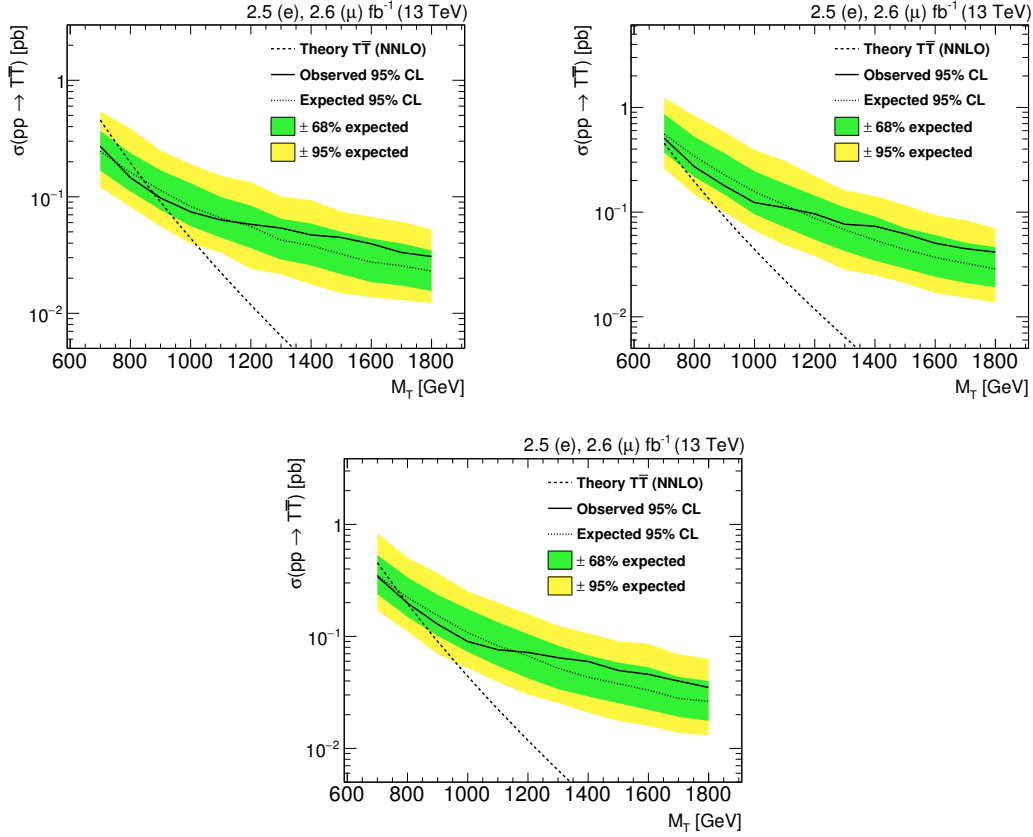 2.5 (e), 2.6 (μ) fb⁻¹ (13 TeV)
σ(pp → TT̅) [pb]
Theory TT̅ (NNLO)
Observed 95% CL
Expected 95% CL
± 68% expected
± 95% expected
1
10⁻¹
10⁻²
600 800 1000 1200 1400 1600 1800
M_T [GeV]
2.5 (e), 2.6 (μ) fb⁻¹ (13 TeV)
σ(pp → TT̅) [pb]
Theory TT̅ (NNLO)
Observed 95% CL
Expected 95% CL
± 68% expected
± 95% expected
1
10⁻¹
10⁻²
600 800 1000 1200 1400 1600 1800
M_T [GeV]
2.5 (e), 2.6 (μ) fb⁻¹ (13 TeV)
σ(pp → TT̅) [pb]
Theory TT̅ (NNLO)
Observed 95% CL
Expected 95% CL
± 68% expected
± 95% expected
1
10⁻¹
10⁻²
600 800 1000 1200 1400 1600 1800
M_T [GeV]